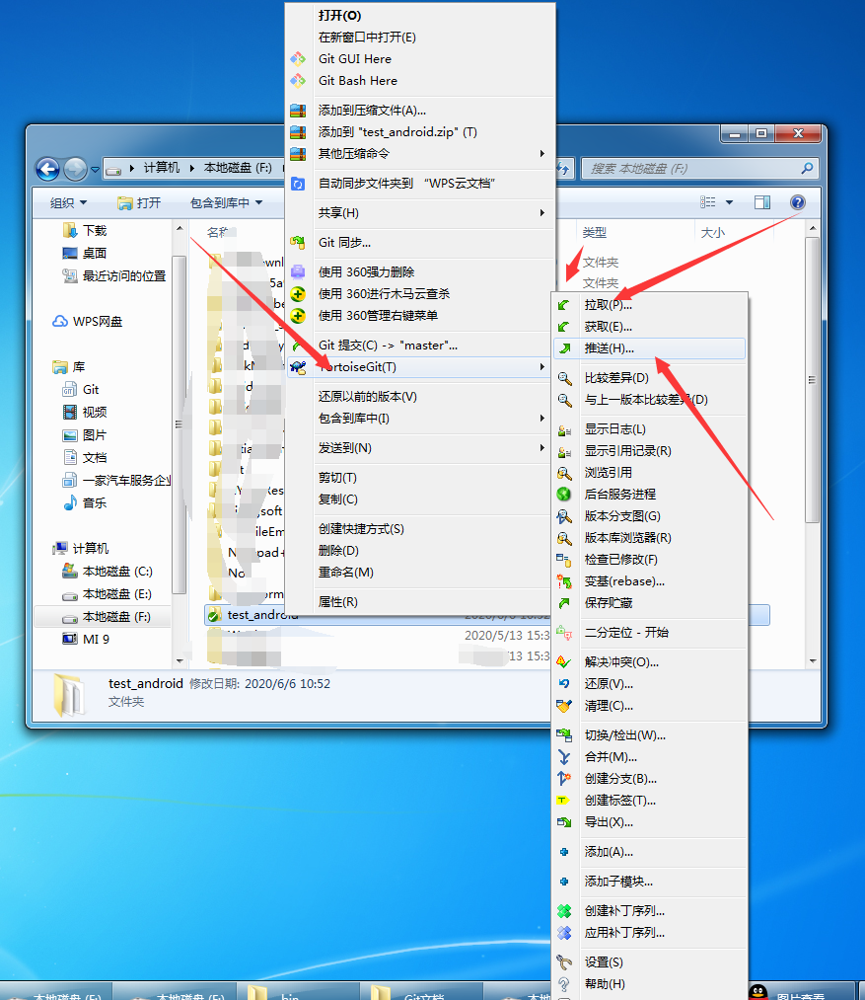 打开(O)
在新窗口中打开(E)
Git GUI Here
Git Bash Here
添加到压缩文件(A)...
添加到 "test_android.zip" (T)
其他压缩命令
自动同步文件夹到 “WPS云文档”
共享(H)
Git 同步...
使用 360强力删除
使用 360进行木马云查杀
使用 360管理右键菜单
Git 提交(C) -> "master"...
TortoiseGit(T)
还原以前的版本(V)
包含到库中(I)
发送到(N)
剪切(T)
复制(C)
创建快捷方式(S)
删除(D)
重命名(M)
属性(R)
计算机
本地磁盘 (F:)
搜索 本地磁盘 (F:)
组织
打开
包含到库中
类型
大小
文件夹
文件夹
下载
桌面
最近访问的位置
WPS网盘
库
Git
视频
图片
文档
一家汽车服务企业
音乐
计算机
本地磁盘 (C:)
本地磁盘 (E:)
本地磁盘 (F:)
MI 9
test_android
2020/5/13 15:3
13 15:3
拉取(P)...
获取(E)...
推送(H)...
比较差异(D)
与上一版本比较差异(D)
显示日志(L)
显示引用记录(R)
浏览引用
后台服务进程
版本分支图(G)
版本库浏览器(R)
检查已修改(F)
变基(rebase)...
保存贮藏
二分定位 - 开始
解决冲突(O)...
还原(V)...
清理(C)...
切换/检出(W)...
合并(M)...
创建分支(B)...
创建标签(T)...
导出(X)...
添加(A)...
添加子模块...
创建补丁序列...
应用补丁序列...
设置(S)
帮助(H)
test_android 修改日期: 2020/6/6 10:52
文件夹
本地磁盘 (F:)
本地磁盘 (F:)
bin
Git文档
本地
图片查看